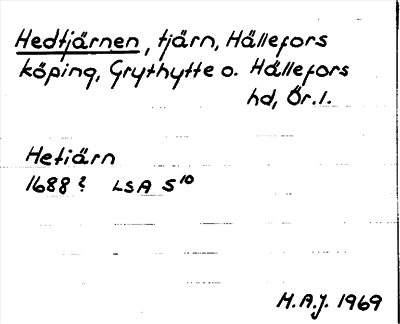 Hedtjärnen, tjärn, Hällefors
köping, Grythytte o. Hällefors
hd, Ör. l.
Hetiärn
1688? LSA S¹⁰
M.A.J. 1969